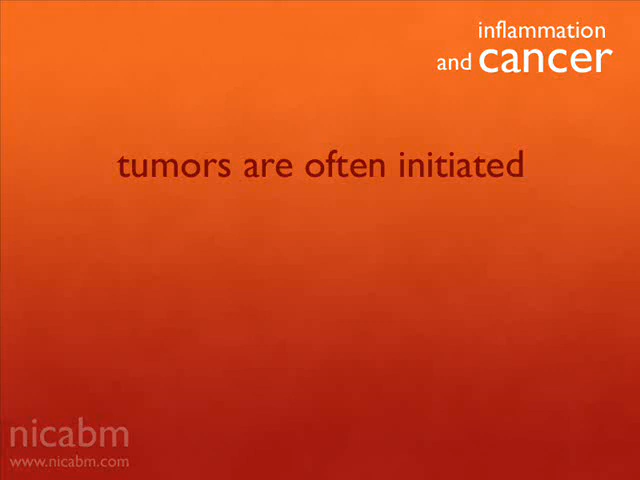 inflammation
and cancer
tumors are often initiated
nicabm
www.nicabm.com